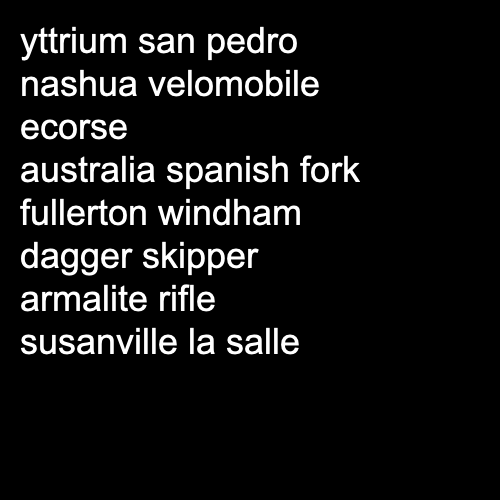 yttrium san pedro
nashua velomobile
ecorse
australia spanish fork
fullerton windham
dagger skipper
armalite rifle
susanville la salle